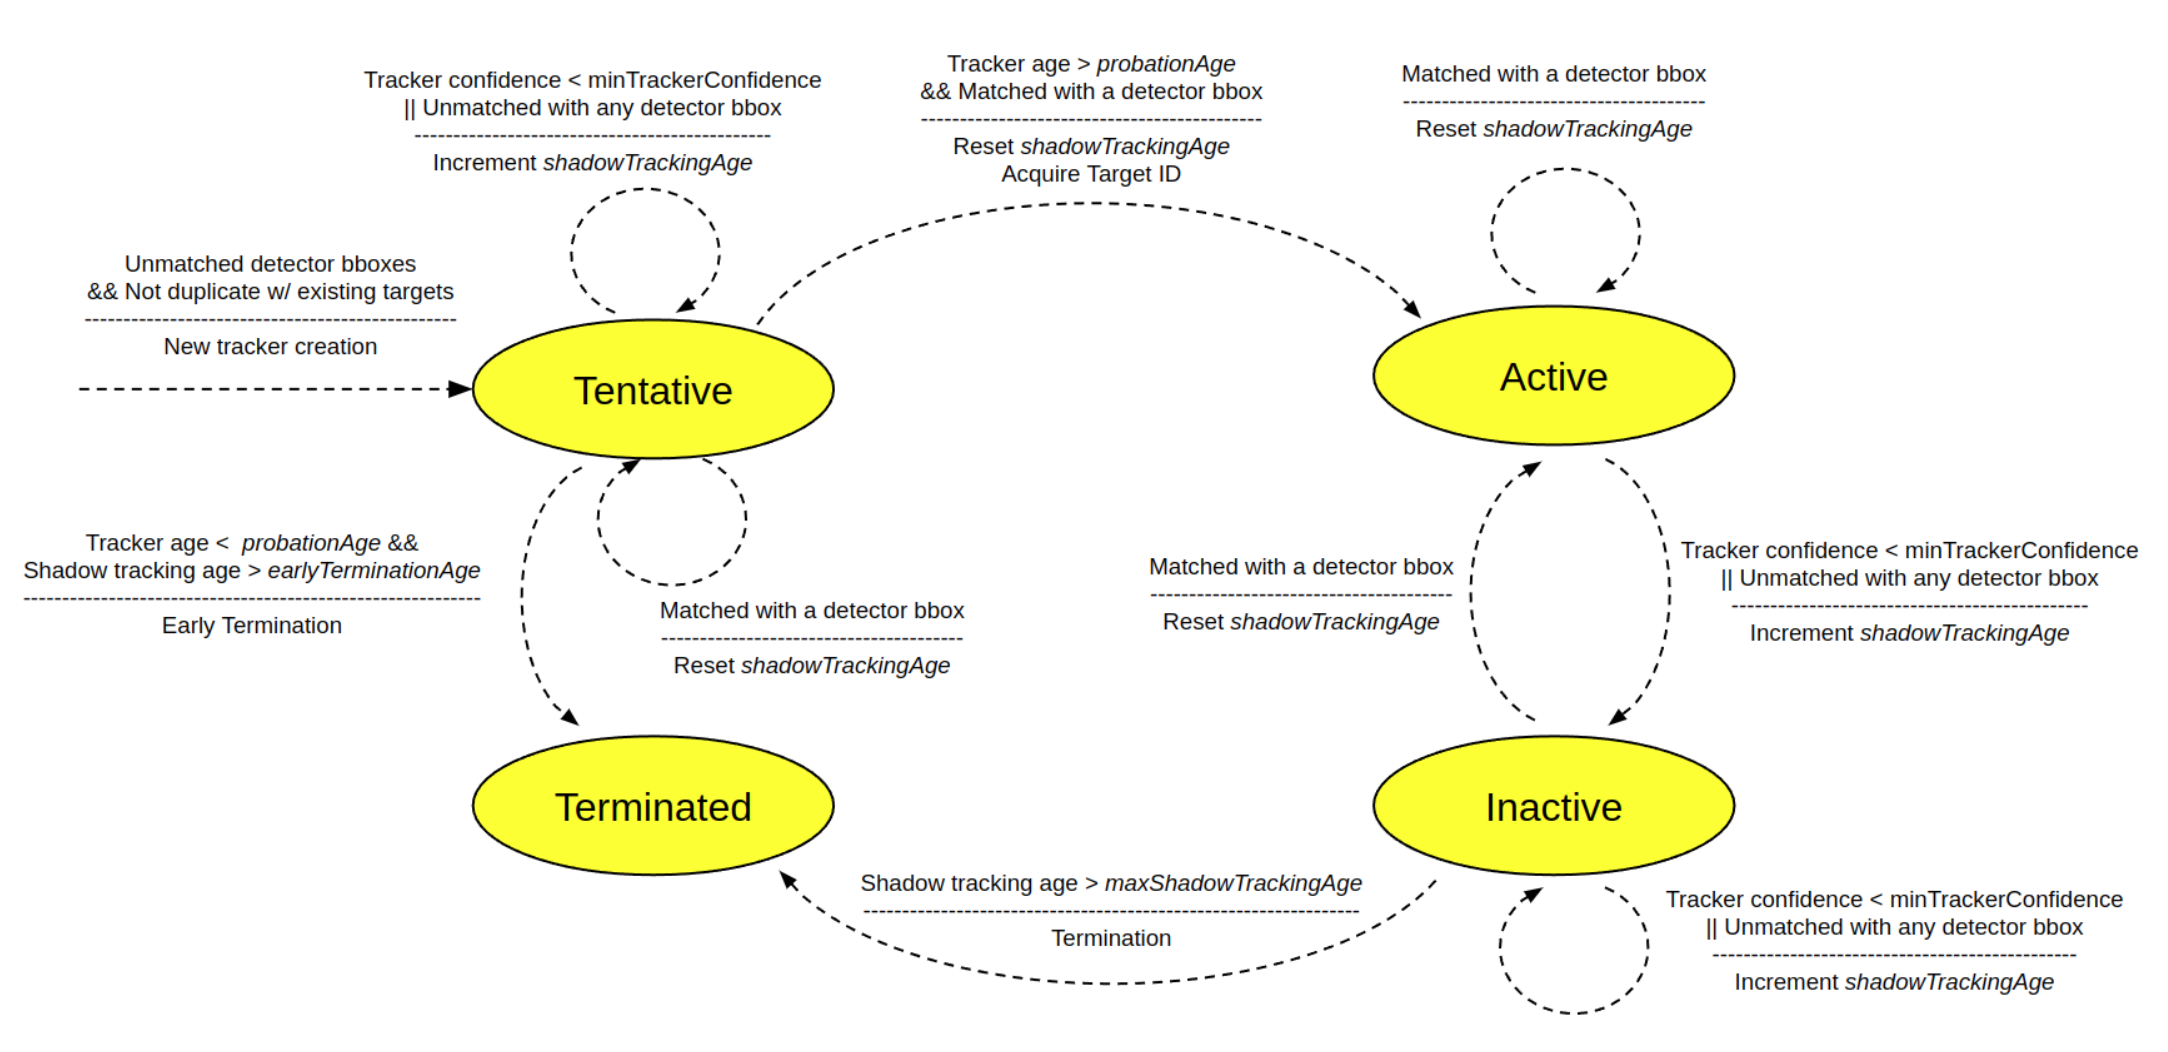 Tracker confidence < minTrackerConfidence
|| Unmatched with any detector bbox
----------------------------------------------
Increment shadowTrackingAge
Tracker age > probationAge
&& Matched with a detector bbox
--------------------------------------------
Reset shadowTrackingAge
Acquire Target ID
Matched with a detector bbox
---------------------------------------
Reset shadowTrackingAge
Unmatched detector bboxes
&& Not duplicate w/ existing targets
------------------------------------------------
New tracker creation
Tentative
Active
Tracker age < probationAge &&
Shadow tracking age > earlyTerminationAge
-----------------------------------------------------------
Early Termination
Matched with a detector bbox
---------------------------------------
Reset shadowTrackingAge
Matched with a detector bbox
---------------------------------------
Reset shadowTrackingAge
Tracker confidence < minTrackerConfidence
|| Unmatched with any detector bbox
----------------------------------------------
Increment shadowTrackingAge
Terminated
Inactive
Shadow tracking age > maxShadowTrackingAge
----------------------------------------------------------------
Termination
Tracker confidence < minTrackerConfidence
|| Unmatched with any detector bbox
-----------------------------------------------
Increment shadowTrackingAge